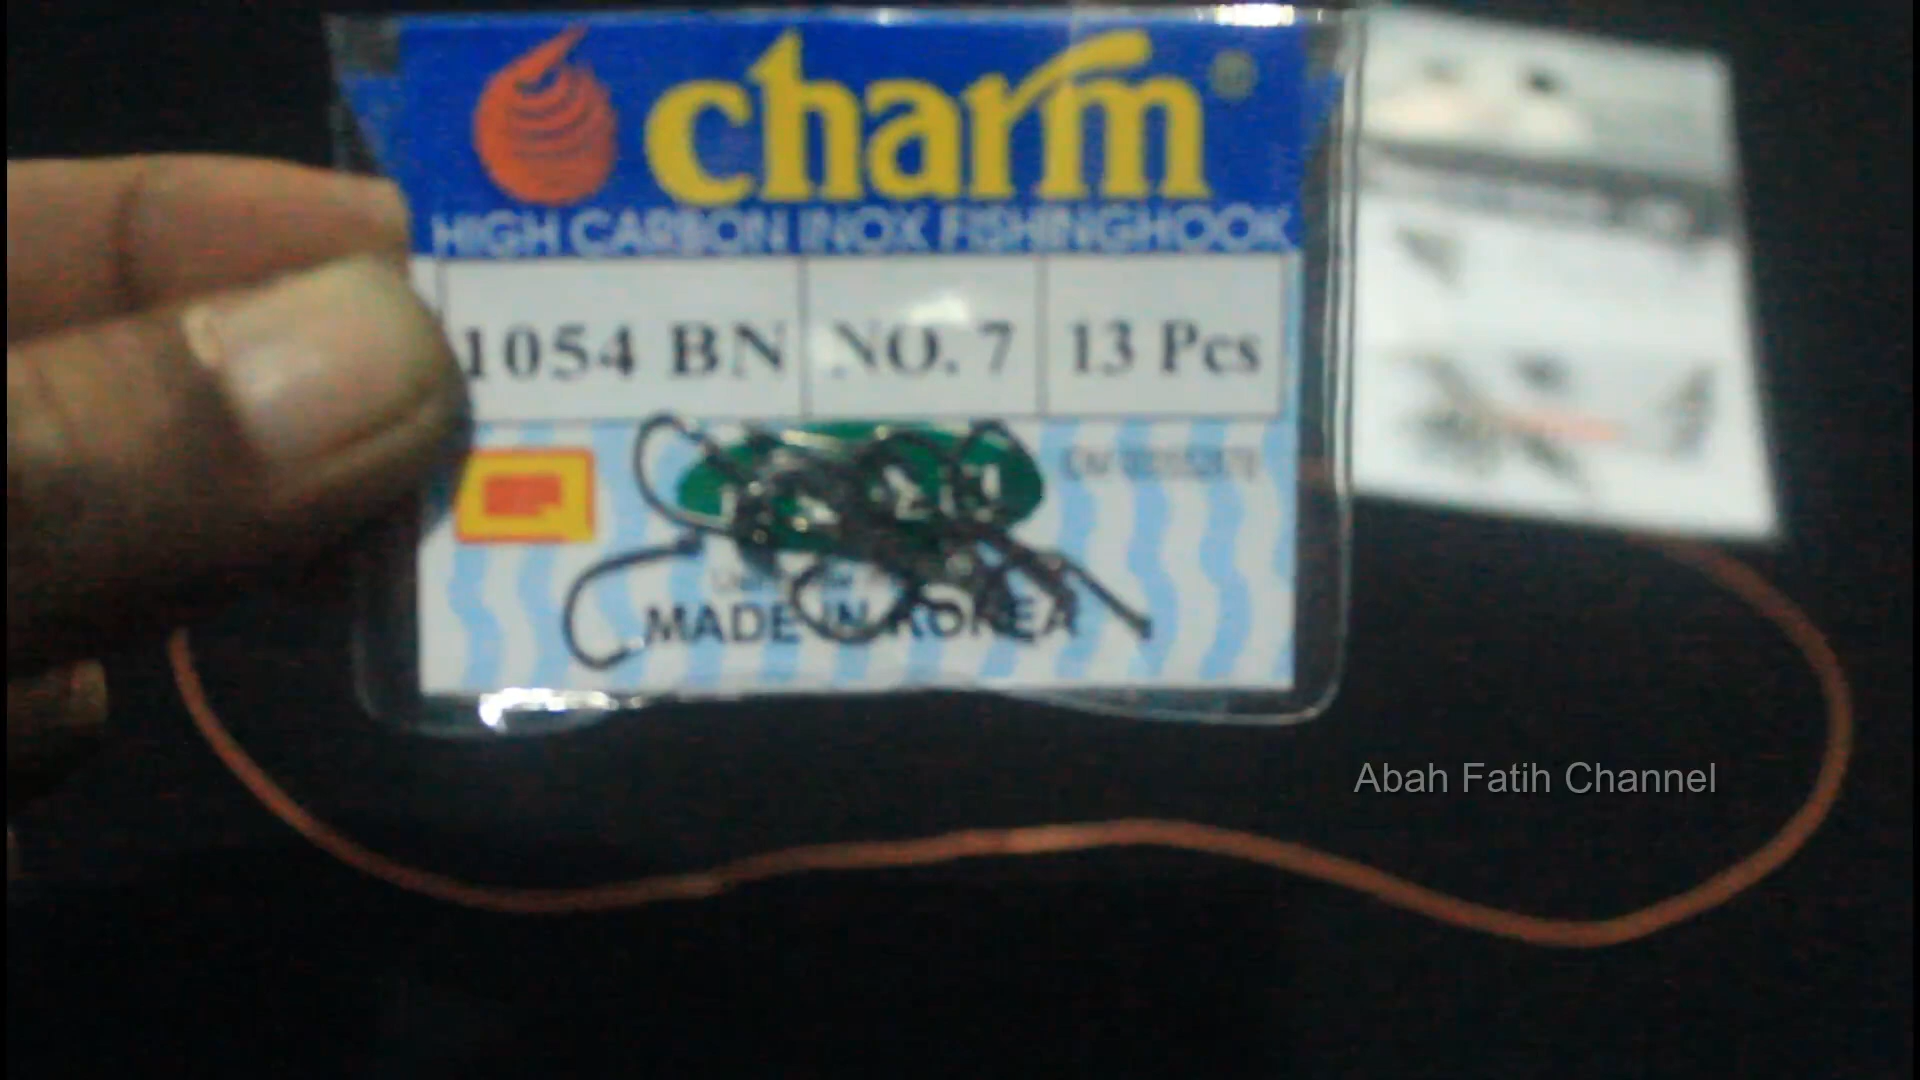 charm®
HIGH CARBON INOX FISHINGHOOK
1054 BN NO. 7 13 Pcs
MADE IN KOREA
Abah Fatih Channel